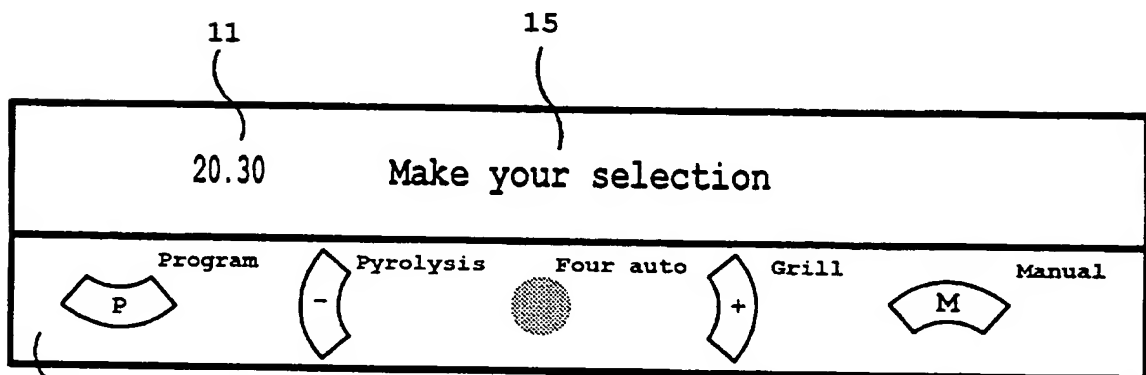 11 15
20.30 Make your selection
Program Pyrolysis Four auto Grill Manual
P - + M